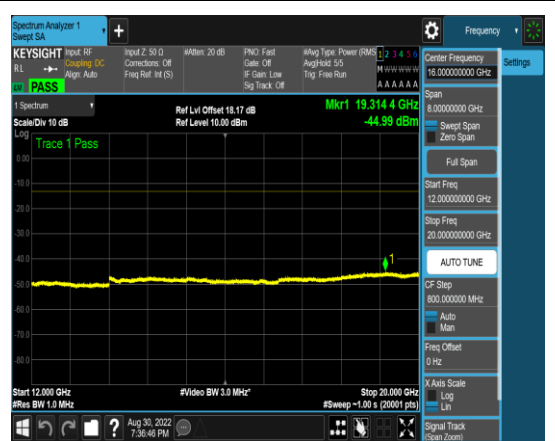 Spectrum Analyzer 1
Swept SA
+
Frequency
KEYSIGHT
RL
Input: RF
Coupling: DC
Align: Auto
Input Z: 50 Ω
Corrections: Off
Freq Ref: Int (S)
#Atten: 20 dB
PNO: Fast
Gate: Off
IF Gain: Low
Sig Track: Off
#Avg Type: Power (RMS
Avg|Hold: 5/5
Trig: Free Run
1 2 3 4 5 6
M W W W W W
A A A A A A
PASS
1 Spectrum
Scale/Div 10 dB
Ref Lvl Offset 18.17 dB
Ref Level 10.00 dBm
Mkr1 19.314 4 GHz
-44.99 dBm
Log
Trace 1 Pass
0.00
-10.0
-20.0
-30.0
-40.0
-50.0
-60.0
-70.0
-80.0
1
Start 12.000 GHz
#Res BW 1.0 MHz
#Video BW 3.0 MHz*
Stop 20.000 GHz
#Sweep ~1.00 s (20001 pts)
Aug 30, 2022
7:36:46 PM
?
Center Frequency
16.000000000 GHz
Settings
Span
8.00000000 GHz
Swept Span
Zero Span
Full Span
Start Freq
12.000000000 GHz
Stop Freq
20.000000000 GHz
AUTO TUNE
CF Step
800.000000 MHz
Auto
Man
Freq Offset
0 Hz
X Axis Scale
Log
Lin
Signal Track
(Span Zoom)